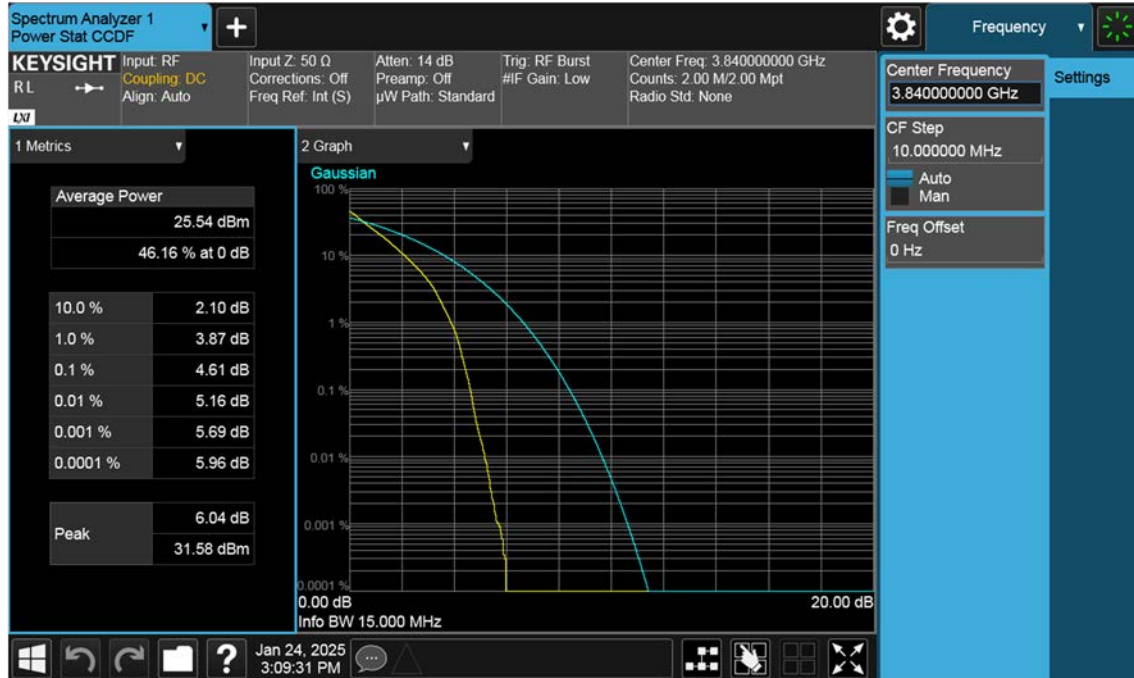 Spectrum Analyzer 1
Power Stat CCDF
+
Frequency
KEYSIGHT
R L
LXI
Input: RF
Coupling: DC
Align: Auto
Input Z: 50 Ω
Corrections: Off
Freq Ref: Int (S)
Atten: 14 dB
Preamp: Off
µW Path: Standard
Trig: RF Burst
#IF Gain: Low
Center Freq: 3.840000000 GHz
Counts: 2.00 M/2.00 Mpt
Radio Std: None
Center Frequency
3.840000000 GHz
Settings
CF Step
10.000000 MHz
Auto
Man
Freq Offset
0 Hz
1 Metrics
Average Power
25.54 dBm
46.16 % at 0 dB
10.0 % 2.10 dB
1.0 % 3.87 dB
0.1 % 4.61 dB
0.01 % 5.16 dB
0.001 % 5.69 dB
0.0001 % 5.96 dB
Peak
6.04 dB
31.58 dBm
2 Graph
Gaussian
100 %
10 %
1 %
0.1 %
0.01 %
0.001 %
0.0001 %
0.00 dB 20.00 dB
Info BW 15.000 MHz
?
Jan 24, 2025
3:09:31 PM